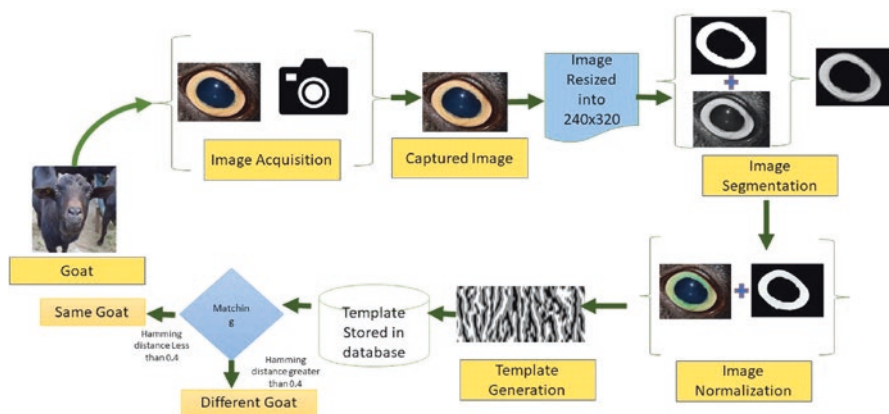 Image Acquisition
Captured Image
Image
Resized
into
240x320
Image
Segmentation
Goat
Image
Normalization
Template
Generation
Template
Stored in
database
Matchin
g
Same Goat
Hamming
distance Less
than 0.4
Hamming
distance greater
than 0.4
Different Goat